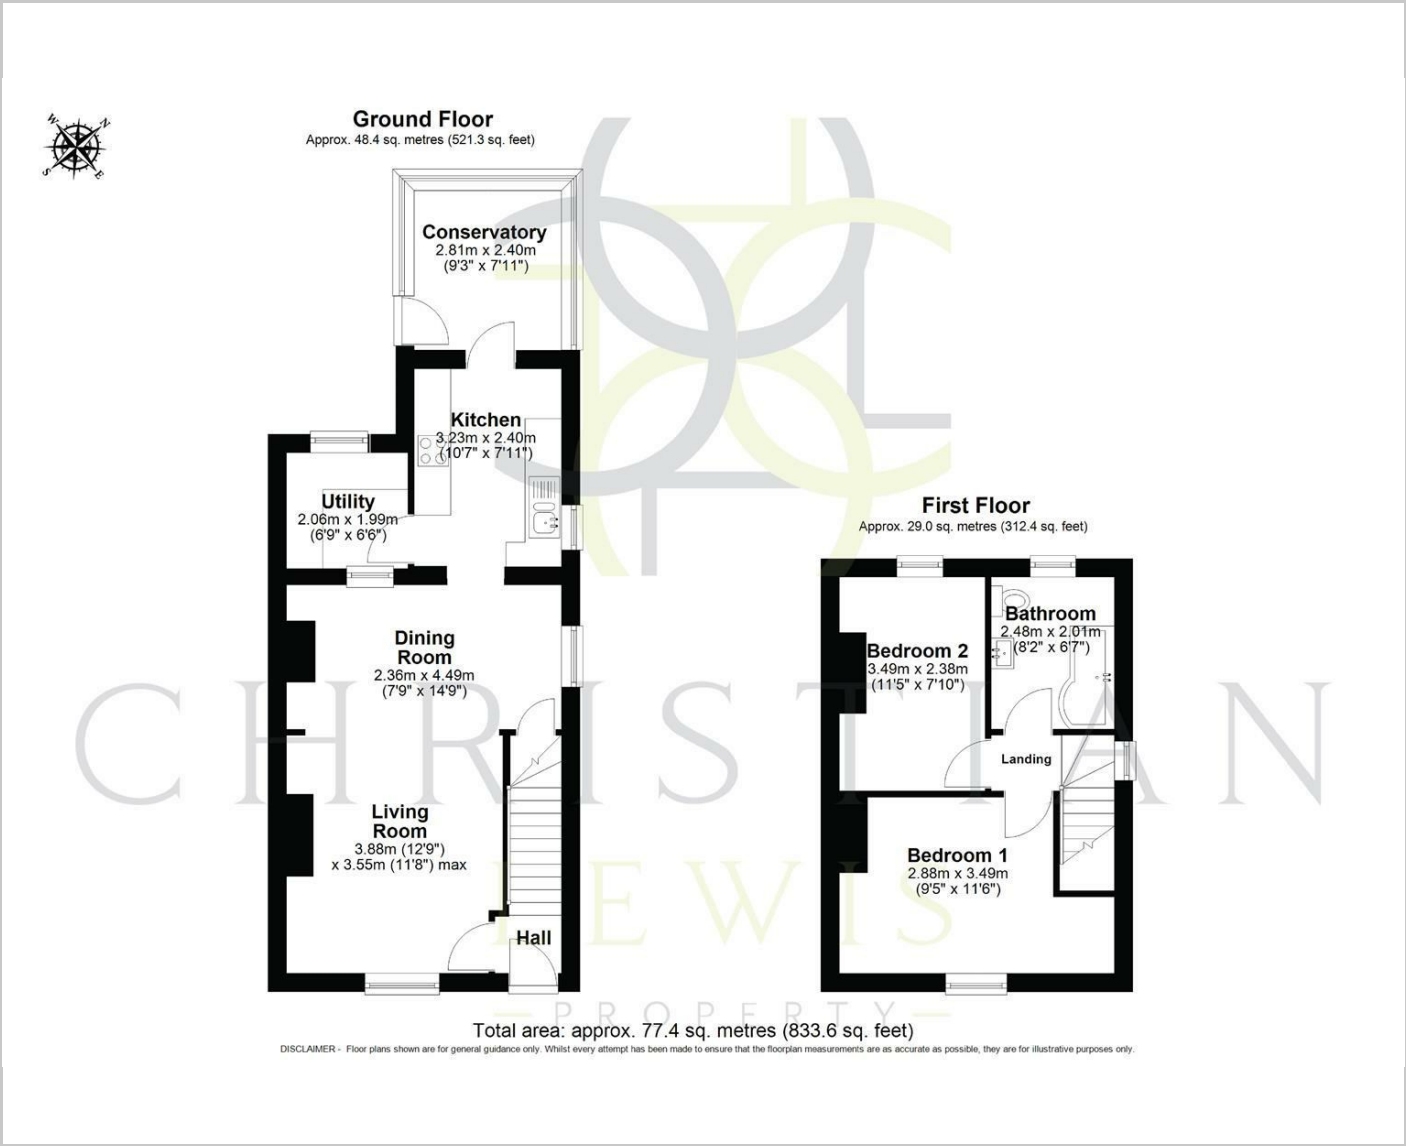 W
N
S
E
Ground Floor
Approx. 48.4 sq. metres (521.3 sq. feet)
Conservatory
2.81m x 2.40m
(9'3" x 7'11")
Kitchen
3.23m x 2.40m
(10'7" x 7'11")
Utility
2.06m x 1.99m
(6'9" x 6'6")
Dining
Room
2.36m x 4.49m
(7'9" x 14'9")
Living
Room
3.88m (12'9")
x 3.55m (11'8") max
Hall
First Floor
Approx. 29.0 sq. metres (312.4 sq. feet)
Bathroom
2.48m x 2.01m
(8'2" x 6'7")
Bedroom 2
3.49m x 2.38m
(11'5" x 7'10")
Landing
Bedroom 1
2.88m x 3.49m
(9'5" x 11'6")
CHRISTIAN
LEWIS
PROPERTY
Total area: approx. 77.4 sq. metres (833.6 sq. feet)
DISCLAIMER - Floor plans shown are for general guidance only. Whilst every attempt has been made to ensure that the floorplan measurements are as accurate as possible, they are for illustrative purposes only.